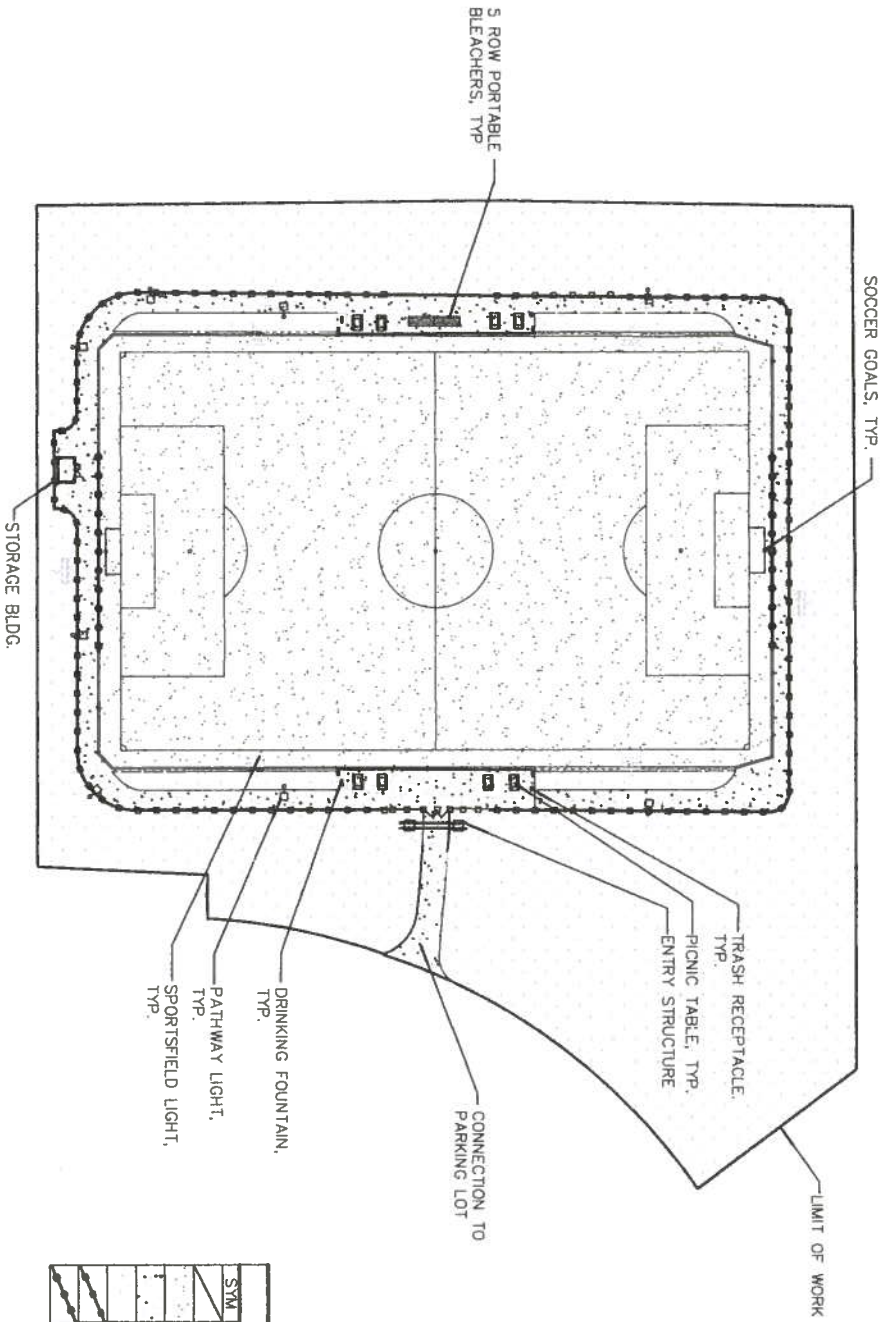 5 ROW PORTABLE
BLEACHERS, TYP
SOCCER GOALS, TYP.
STORAGE BLDG.
TRASH RECEPTACLE,
TYP.
PICNIC TABLE, TYP.
ENTRY STRUCTURE
DRINKING FOUNTAIN,
TYP.
PATHWAY LIGHT,
TYP.
SPORTSFIELD LIGHT,
TYP.
CONNECTION TO
PARKING LOT
LIMIT OF WORK
SYM